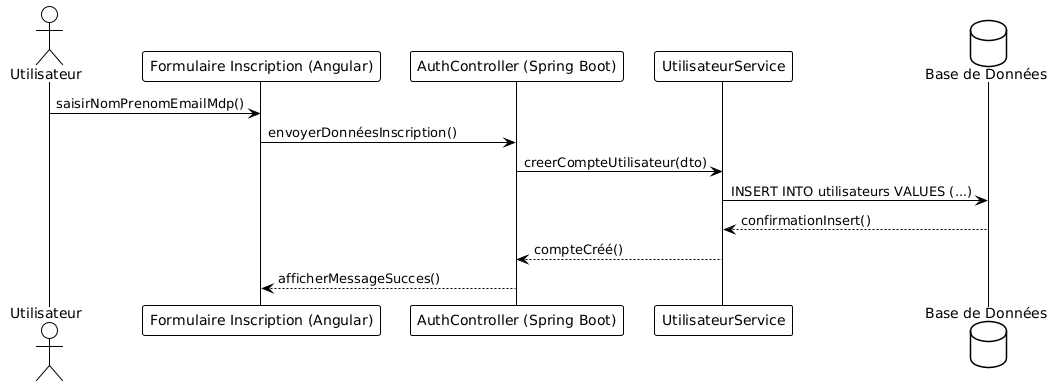 Utilisateur
Formulaire Inscription (Angular)
AuthController (Spring Boot)
UtilisateurService
Base de Données
saisirNomPrenomEmailMdp()
envoyerDonnéesInscription()
creerCompteUtilisateur(dto)
INSERT INTO utilisateurs VALUES (...)
confirmationInsert()
compteCréé()
afficherMessageSucces()
Utilisateur
Formulaire Inscription (Angular)
AuthController (Spring Boot)
UtilisateurService
Base de Données